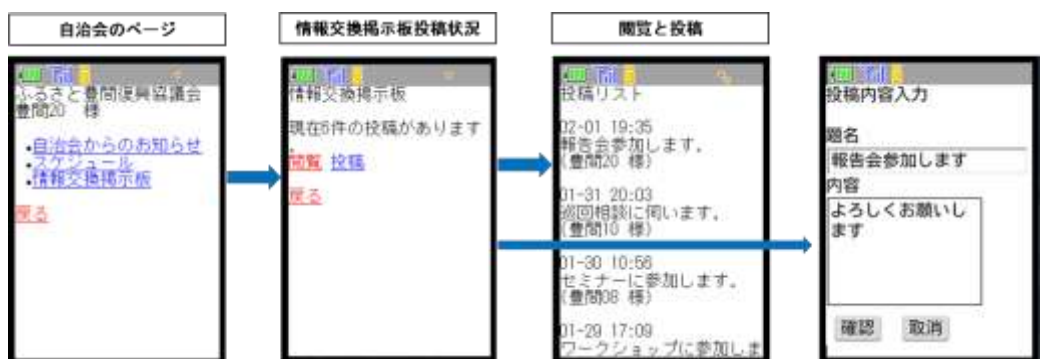 自治会のページ
ふるさと豊間復興協議会
豊間20 様
・自治会からのお知らせ
・スケジュール
・情報交換掲示板
戻る
情報交換掲示板投稿状況
情報交換掲示板
現在6件の投稿があります
.
閲覧 投稿
戻る
閲覧と投稿
投稿リスト
02-01 19:35
報告会参加します。
(豊間20 様)
01-31 20:03
巡回相談に伺います。
(豊間10 様)
01-30 10:56
セミナーに参加します。
(豊間08 様)
01-29 17:09
ワークショップに参加しま
投稿内容入力
題名
報告会参加します
内容
よろしくお願いし
ます
確認 取消